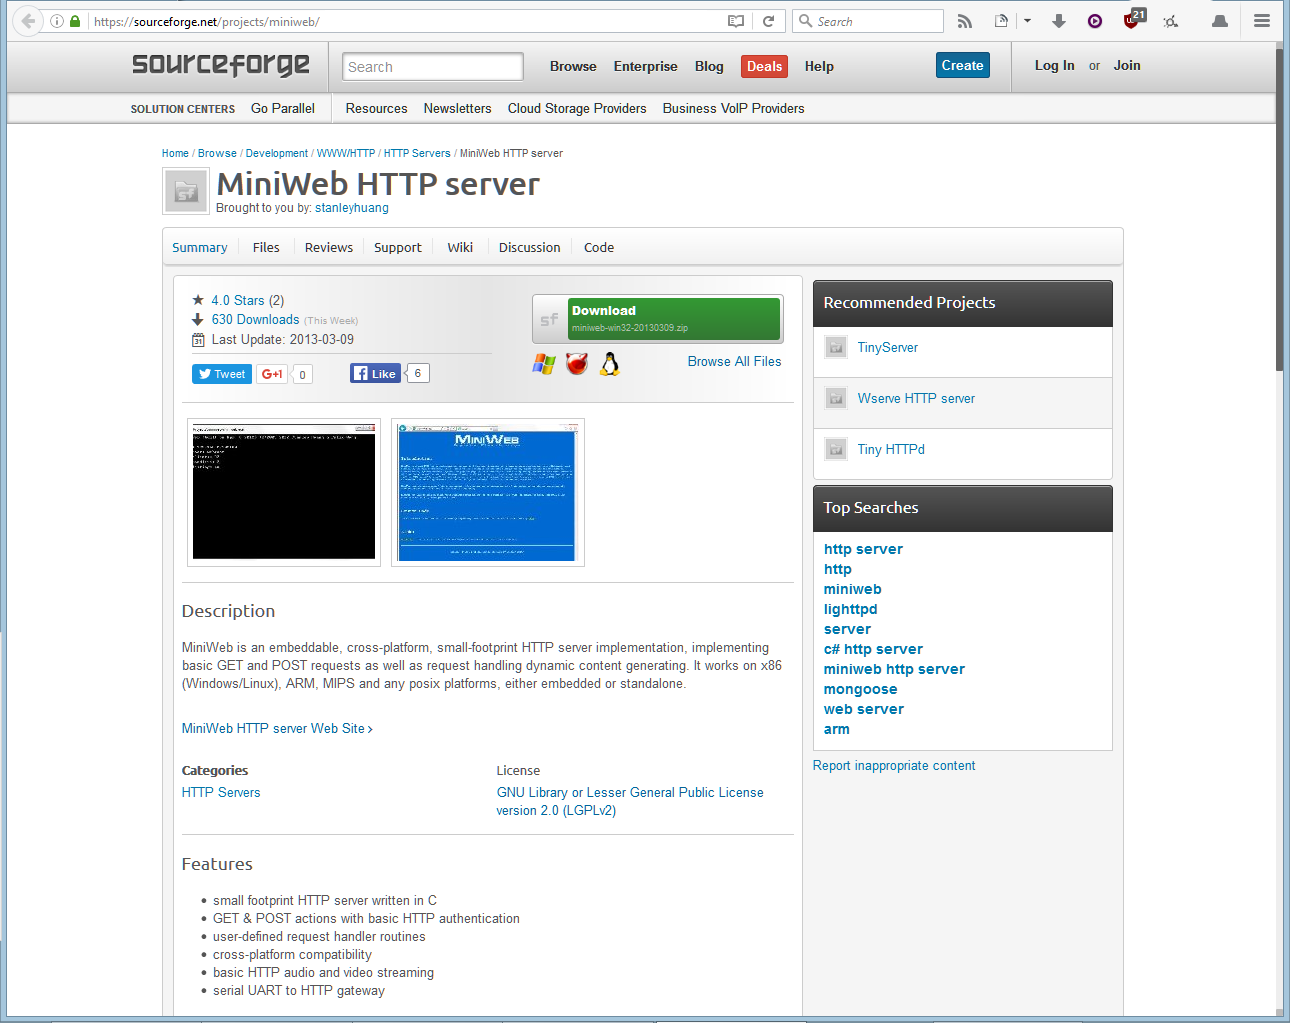 https://sourceforge.net/projects/miniweb/
Search
21
sourceforge
Search
Browse Enterprise Blog Deals Help
Create
Log In or Join
SOLUTION CENTERS Go Parallel Resources Newsletters Cloud Storage Providers Business VoIP Providers
Home / Browse / Development / WWW/HTTP / HTTP Servers / MiniWeb HTTP server
sf
MiniWeb HTTP server
Brought to you by: stanleyhuang
Summary Files Reviews Support Wiki Discussion Code
4.0 Stars (2)
630 Downloads (This Week)
31 Last Update: 2013-03-09
Tweet G+1 0 Like 6
sf Download
miniweb-win32-20130309.zip
Browse All Files
MINIWEB
Description
MiniWeb is an embeddable, cross-platform, small-footprint HTTP server implementation, implementing
basic GET and POST requests as well as request handling dynamic content generating. It works on x86
(Windows/Linux), ARM, MIPS and any posix platforms, either embedded or standalone.
MiniWeb HTTP server Web Site ›
Categories
HTTP Servers
License
GNU Library or Lesser General Public License
version 2.0 (LGPLv2)
Features
• small footprint HTTP server written in C
• GET & POST actions with basic HTTP authentication
• user-defined request handler routines
• cross-platform compatibility
• basic HTTP audio and video streaming
• serial UART to HTTP gateway
Recommended Projects
TinyServer
Wserve HTTP server
Tiny HTTPd
Top Searches
http server
http
miniweb
lighttpd
server
c# http server
miniweb http server
mongoose
web server
arm
Report inappropriate content